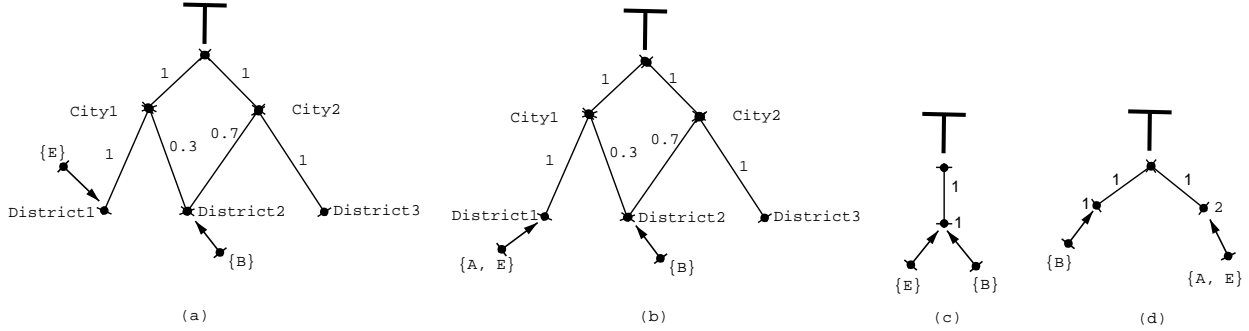 1
1
City1
City2
0.3
0.7
1
1
{E}
District1
District2
District3
{B}
(a)
1
1
City1
City2
0.3
0.7
1
1
District1
District2
District3
{A, E}
{B}
(b)
1
1
{E}
{B}
(c)
1
1
1
2
{B}
{A, E}
(d)